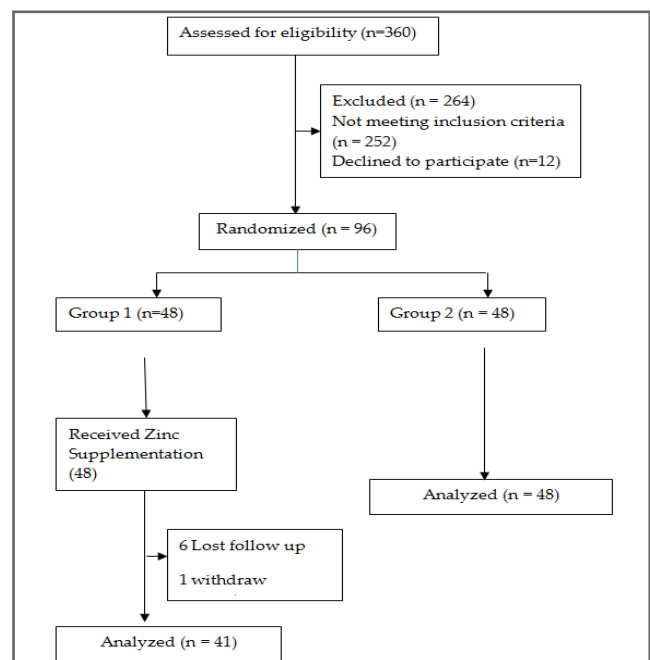 Assessed for eligibility (n=360)
Excluded (n = 264)
Not meeting inclusion criteria
(n = 252)
Declined to participate (n=12)
Randomized (n = 96)
Group 1 (n=48)
Group 2 (n = 48)
Received Zinc
Supplementation
(48)
Analyzed (n = 48)
6 Lost follow up
1 withdraw
Analyzed (n = 41)